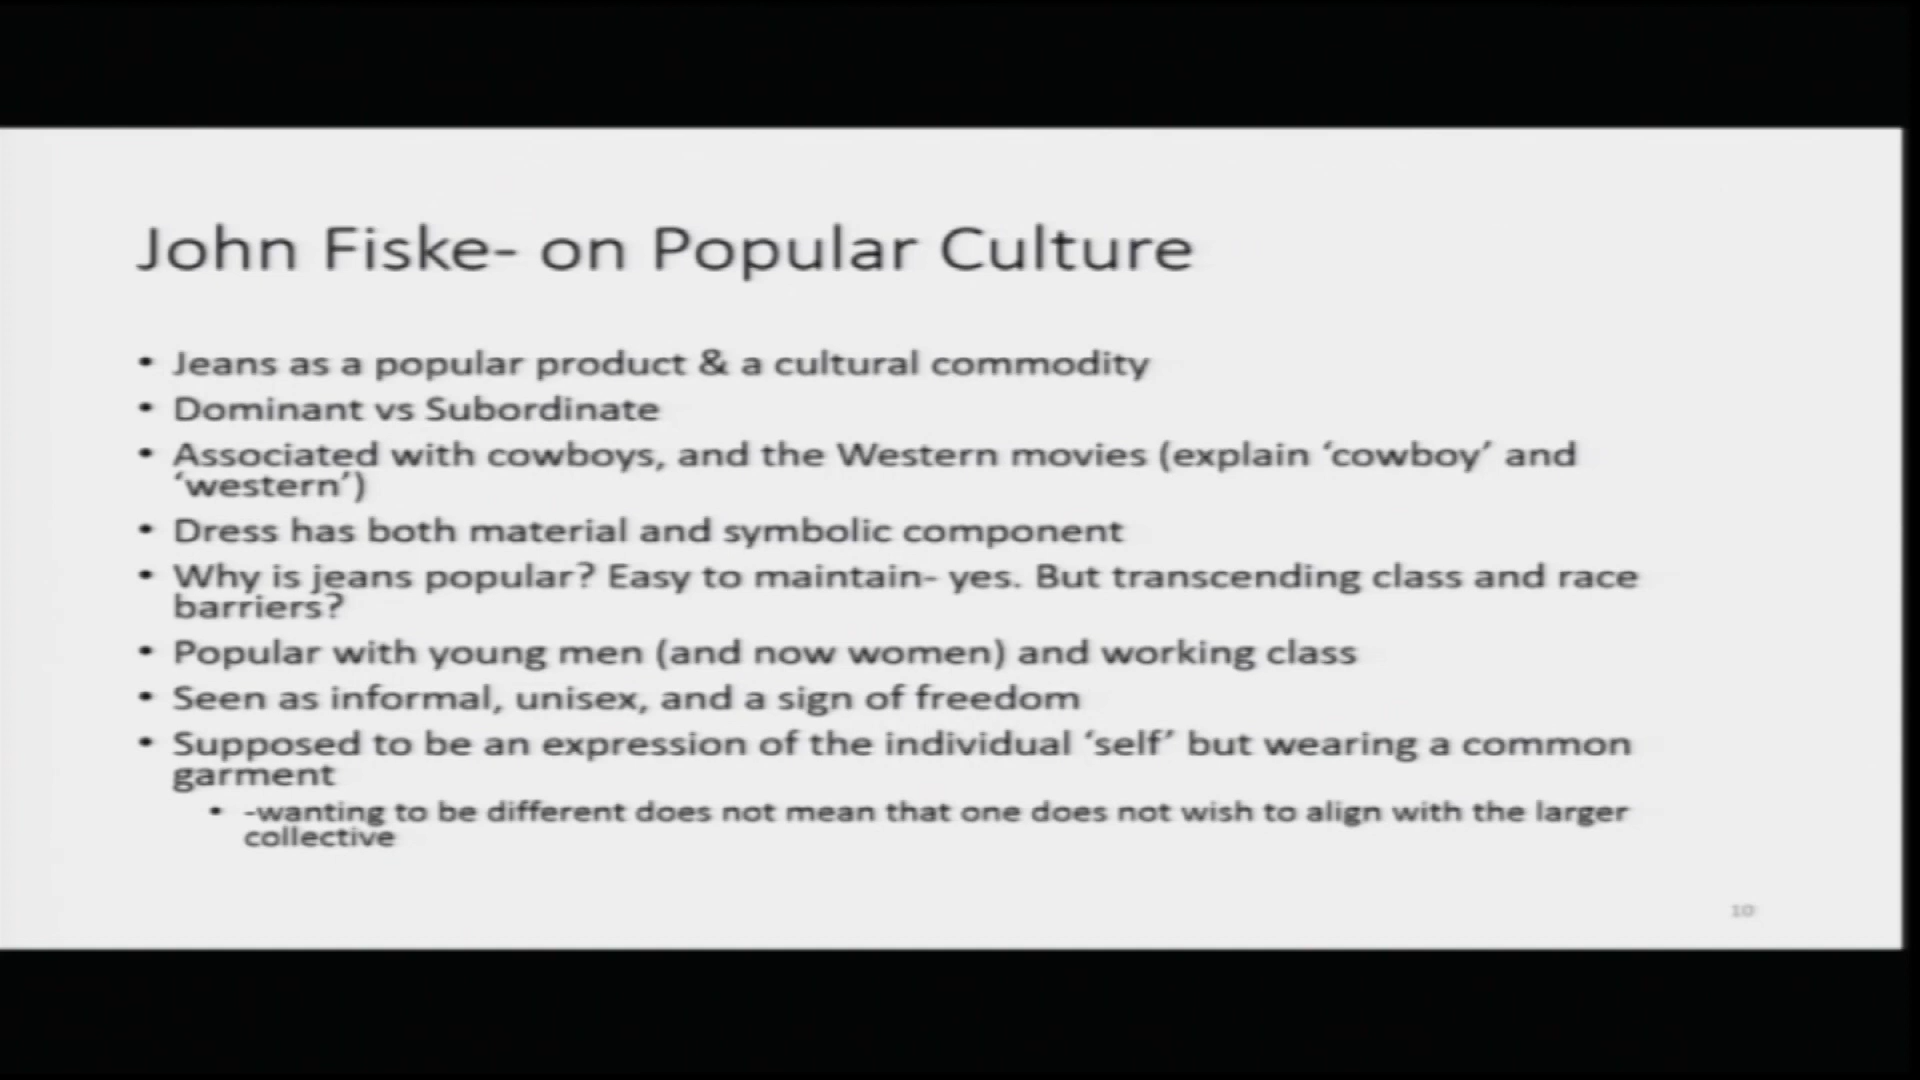 John Fiske- on Popular Culture
• Jeans as a popular product & a cultural commodity
• Dominant vs Subordinate
• Associated with cowboys, and the Western movies (explain ‘cowboy’ and
‘western’)
• Dress has both material and symbolic component
• Why is jeans popular? Easy to maintain- yes. But transcending class and race
barriers?
• Popular with young men (and now women) and working class
• Seen as informal, unisex, and a sign of freedom
• Supposed to be an expression of the individual ‘self’ but wearing a common
garment
• -wanting to be different does not mean that one does not wish to align with the larger
collective
10